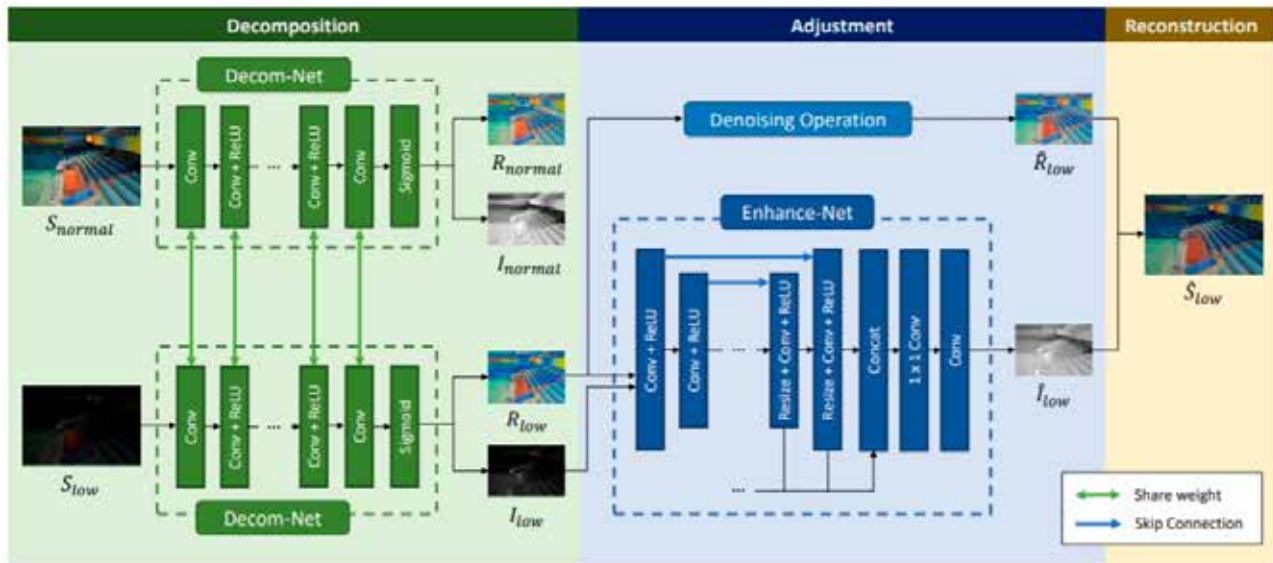 Decomposition
Adjustment
Reconstruction
Decom-Net
Conv
Conv + ReLU
...
Conv + ReLU
Conv
Sigmoid
S_normal
R_normal
I_normal
Denoising Operation
R̂_low
Enhance-Net
Conv + ReLU
Conv + ReLU
...
Resize + Conv + ReLU
Resize + Conv + ReLU
Concat
1 x 1 Conv
Conv
...
Î_low
Ŝ_low
Conv
Conv + ReLU
...
Conv + ReLU
Conv
Sigmoid
Decom-Net
S_low
R_low
I_low
Share weight
Skip Connection